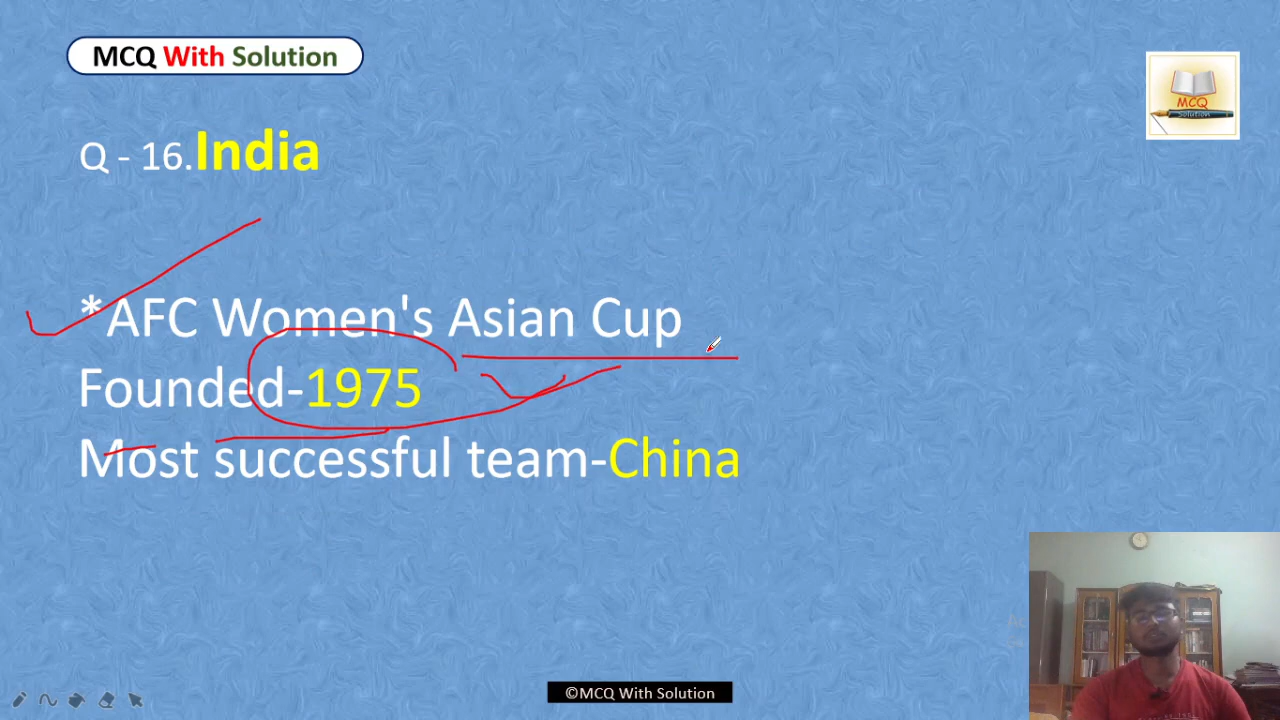 MCQ With Solution
MCQ
Solution
Q - 16.India
*AFC Women's Asian Cup
Founded-1975
Most successful team-China
©MCQ With Solution